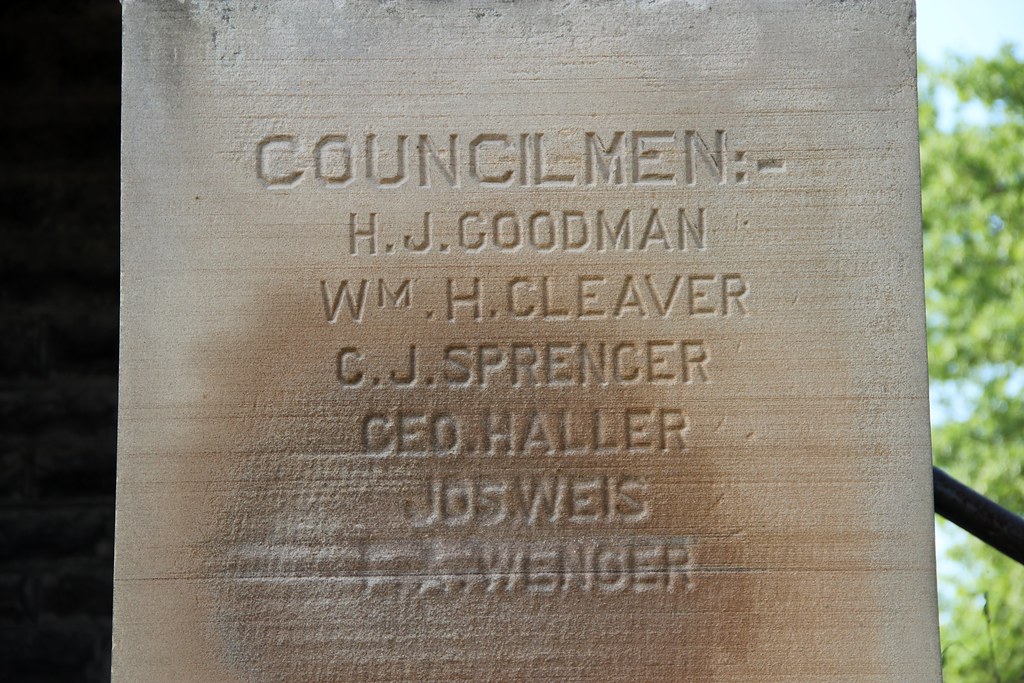 COUNCILMEN:-
H.J.GOODMAN
WM.H.CLEAVER
C.J.SPRENGER
GEO.HALLER
JOS.WEIS
WENGER